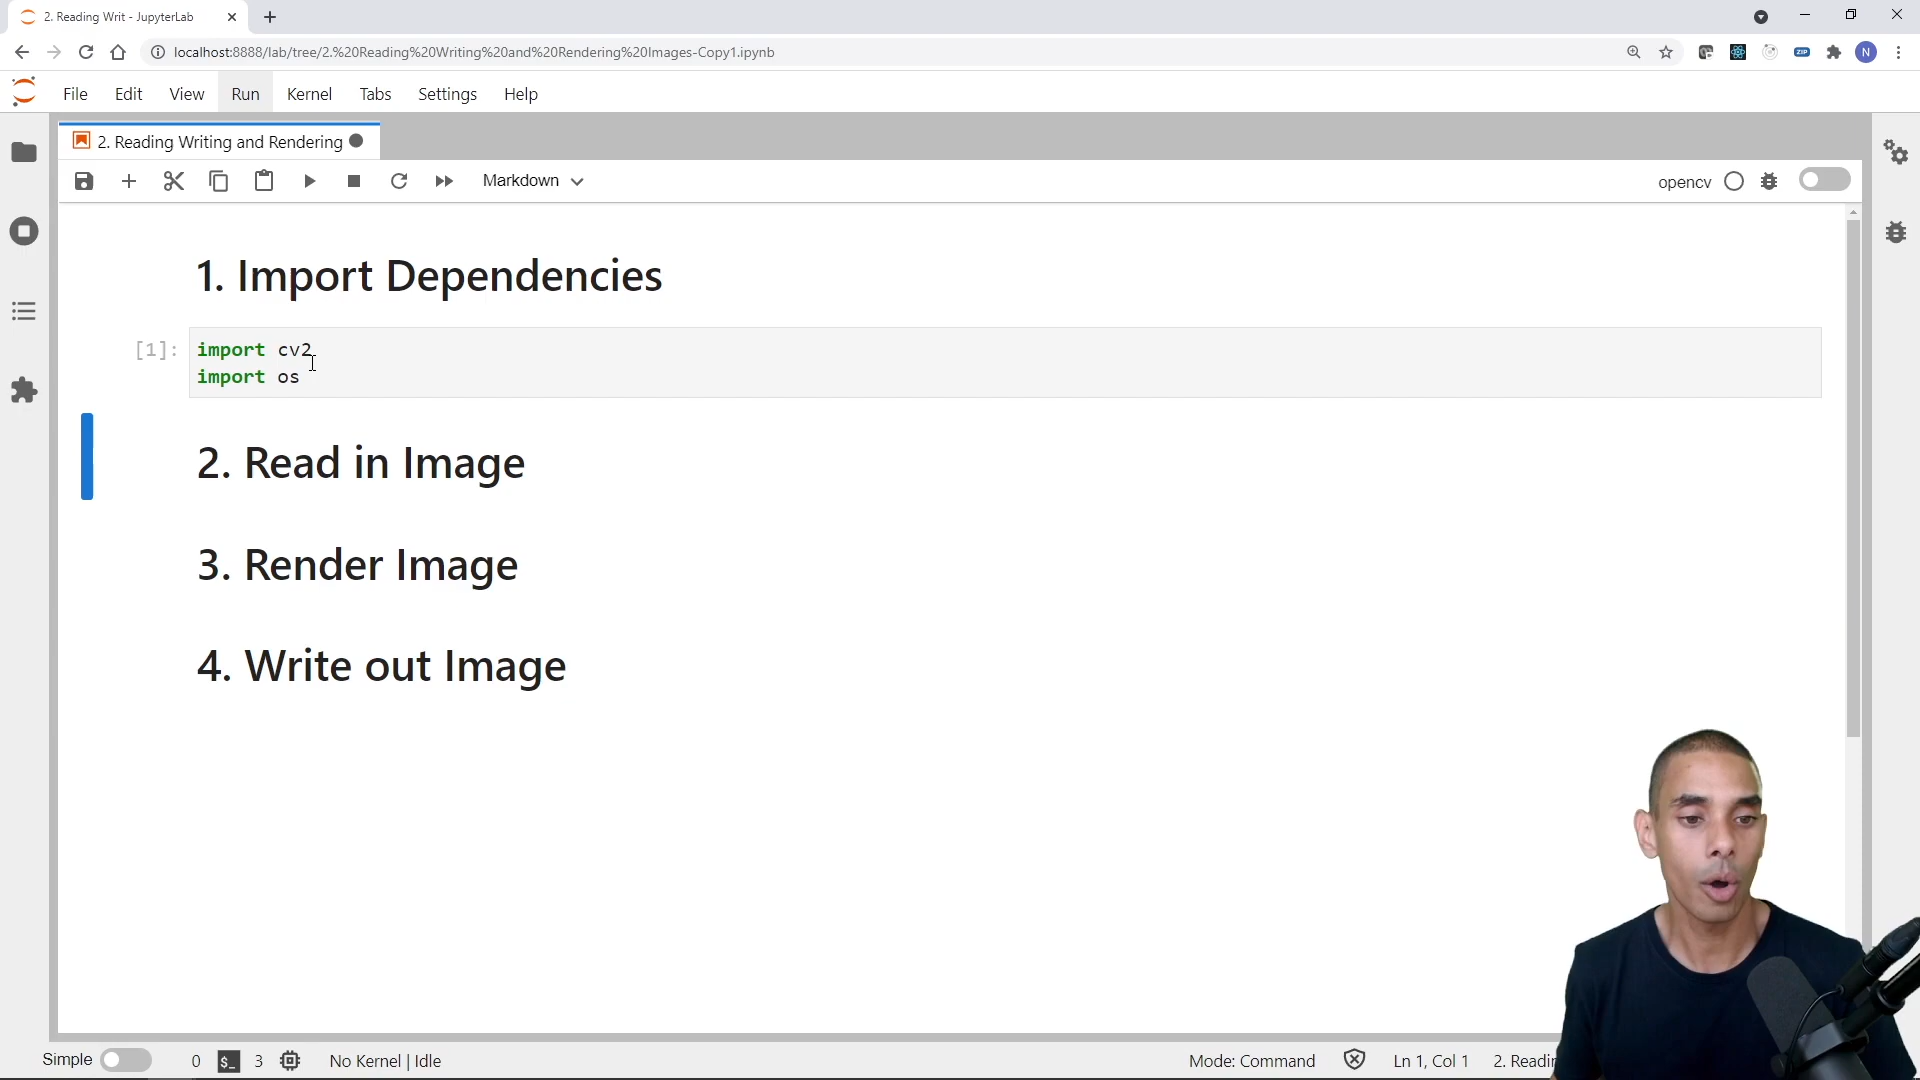 2. Reading Writ - JupyterLab
localhost:8888/lab/tree/2.%20Reading%20Writing%20and%20Rendering%20Images-Copy1.ipynb
ZIP
N
File Edit View Run Kernel Tabs Settings Help
2. Reading Writing and Rendering
Markdown
opencv
1. Import Dependencies
[1]:
import cv2
import os
2. Read in Image
3. Render Image
4. Write out Image
Simple 0 $_ 3 No Kernel | Idle Mode: Command Ln 1, Col 1 2.